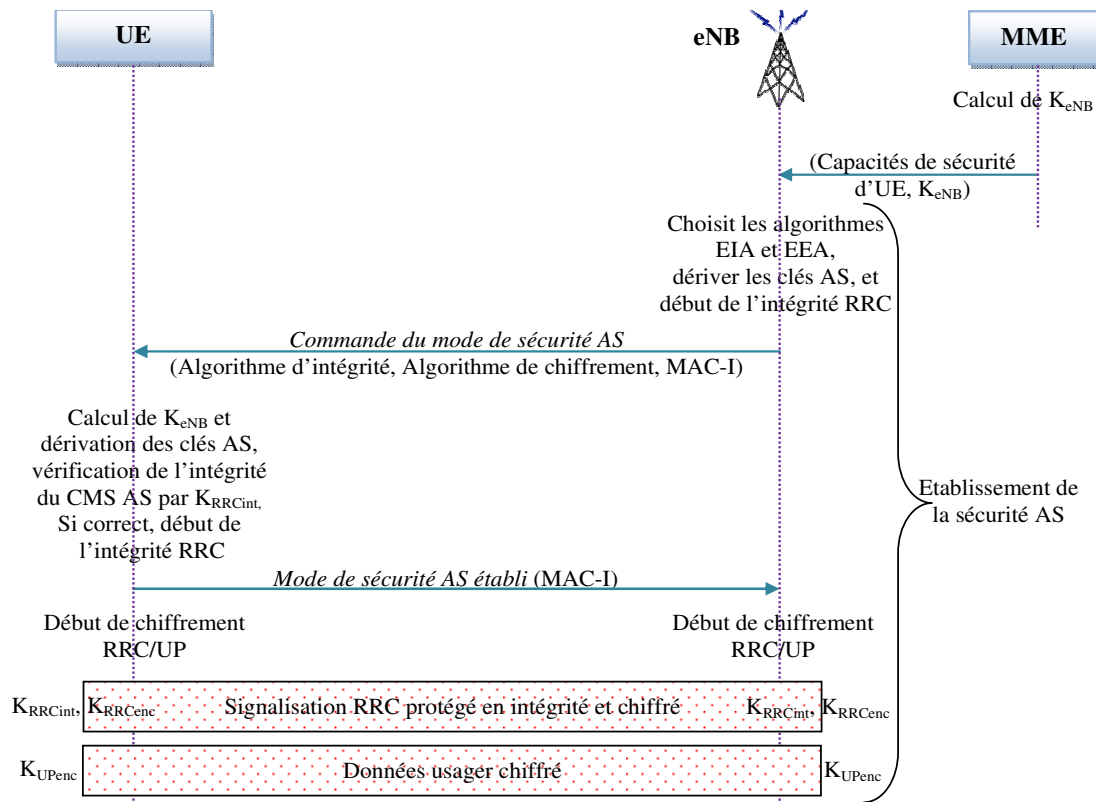 UE
eNB
MME
Calcul de KeNB
(Capacités de sécurité
d’UE, KeNB)
Choisit les algorithmes
EIA et EEA,
dériver les clés AS, et
début de l’intégrité RRC
Commande du mode de sécurité AS
(Algorithme d’intégrité, Algorithme de chiffrement, MAC-I)
Calcul de KeNB et
dérivation des clés AS,
vérification de l’intégrité
du CMS AS par KRRCint,
Si correct, début de
l’intégrité RRC
Etablissement de
la sécurité AS
Mode de sécurité AS établi (MAC-I)
Début de chiffrement
RRC/UP
Début de chiffrement
RRC/UP
KRRCint, KRRCenc Signalisation RRC protégé en intégrité et chiffré KRRCint, KRRCenc
KUPenc Données usager chiffré KUPenc